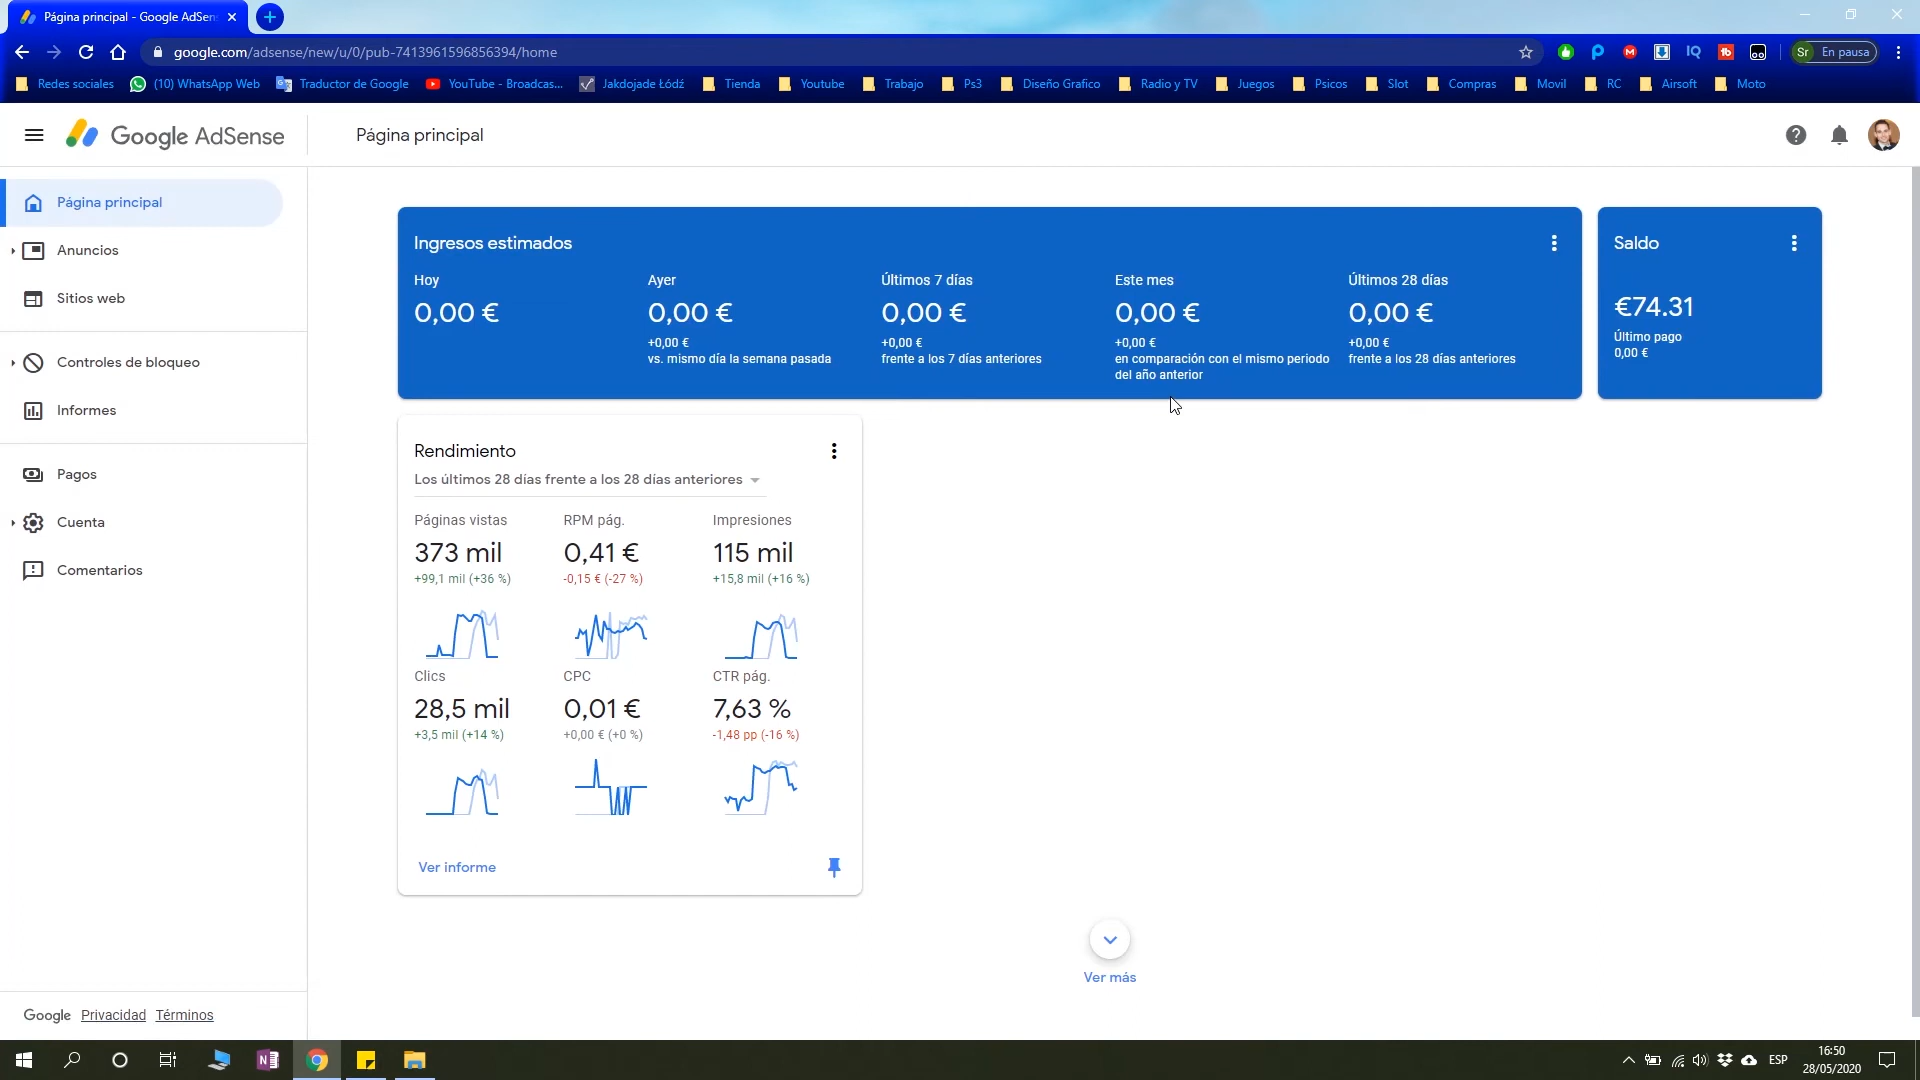 Página principal - Google AdSen
google.com/adsense/new/u/0/pub-7413961596856394/home
Sr En pausa
Redes sociales
(10) WhatsApp Web
Traductor de Google
YouTube - Broadcas...
Jakdojade Łódź
Tienda
Youtube
Trabajo
Ps3
Diseño Grafico
Radio y TV
Juegos
Psicos
Slot
Compras
Movil
RC
Airsoft
Moto
Google AdSense
Página principal
Página principal
Anuncios
Sitios web
Controles de bloqueo
Informes
Pagos
Cuenta
Comentarios
Google Privacidad Términos
Ingresos estimados
Hoy
0,00 €
Ayer
0,00 €
+0,00 €
vs. mismo día la semana pasada
Últimos 7 días
0,00 €
+0,00 €
frente a los 7 días anteriores
Este mes
0,00 €
+0,00 €
en comparación con el mismo periodo
del año anterior
Últimos 28 días
0,00 €
+0,00 €
frente a los 28 días anteriores
Saldo
€74.31
Último pago
0,00 €
Rendimiento
Los últimos 28 días frente a los 28 días anteriores
Páginas vistas
373 mil
+99,1 mil (+36 %)
RPM pág.
0,41 €
-0,15 € (-27 %)
Impresiones
115 mil
+15,8 mil (+16 %)
Clics
28,5 mil
+3,5 mil (+14 %)
CPC
0,01 €
+0,00 € (+0 %)
CTR pág.
7,63 %
-1,48 pp (-16 %)
Ver informe
Ver más
ESP
16:50
28/05/2020